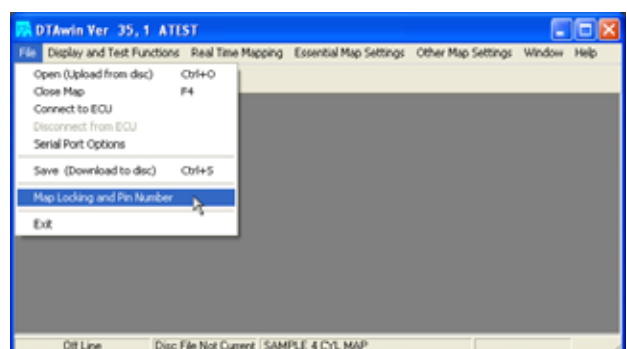 DTAwin Ver 35,1 ATEST
File Display and Test Functions Real Time Mapping Essential Map Settings Other Map Settings Window Help
Open (Upload from disc) Ctrl+O
Close Map F4
Connect to ECU
Disconnect from ECU
Serial Port Options
Save (Download to disc) Ctrl+S
Map Locking and Pin Number
Exit
Off Line Disc File Not Current SAMPLE 4 CYL MAP